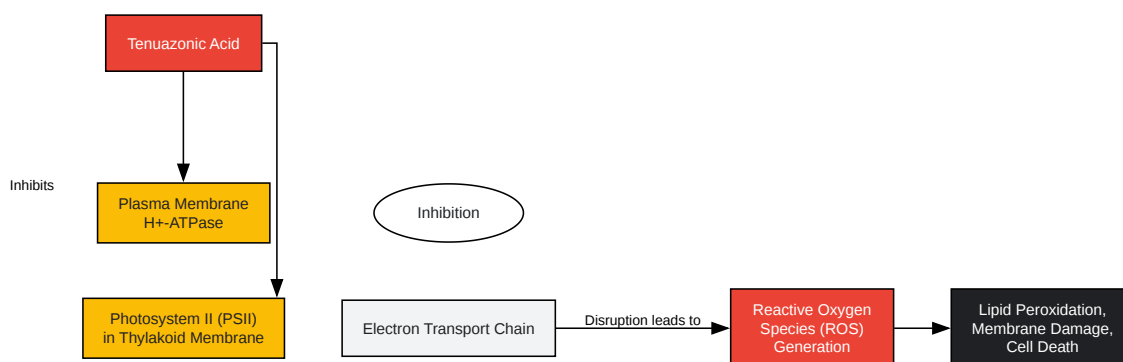 Tenuazonic Acid
Inhibits
Plasma Membrane
H+-ATPase
Inhibition
Photosystem II (PSII)
in Thylakoid Membrane
Electron Transport Chain
Disruption leads to
Reactive Oxygen
Species (ROS)
Generation
Lipid Peroxidation,
Membrane Damage,
Cell Death